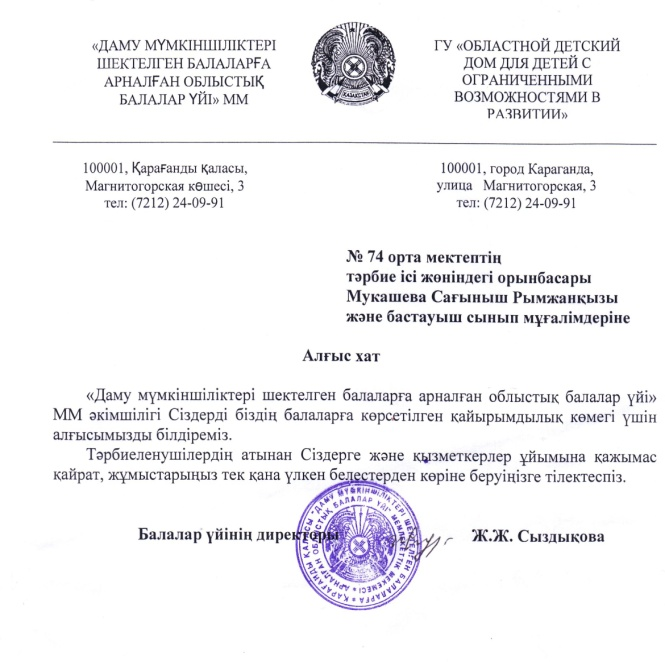 «ДАМУ МҮМКІНШІЛІКТЕРІ
ШЕКТЕЛГЕН БАЛАЛАРҒА
АРНАЛҒАН ОБЛЫСТЫҚ
БАЛАЛАР ҮЙІ» ММ
ҚАЗАҚСТАН
ГУ «ОБЛАСТНОЙ ДЕТСКИЙ
ДОМ ДЛЯ ДЕТЕЙ С
ОГРАНИЧЕННЫМИ
ВОЗМОЖНОСТЯМИ В
РАЗВИТИИ»
100001, Қарағанды қаласы,
Магнитогорская көшесі, 3
тел: (7212) 24-09-91
100001, город Караганда,
улица Магнитогорская, 3
тел: (7212) 24-09-91
№ 74 орта мектептің
тәрбие ісі жөніндегі орынбасары
Мукашева Сағыныш Рымжанқызы
және бастауыш сынып мұғалімдеріне
Алғыс хат
«Даму мүмкіншіліктері шектелген балаларға арналған облыстық балалар үйі»
ММ әкімшілігі Сіздерді біздің балаларға көрсетілген қайырымдылық көмегі үшін
алғысымызды білдіреміз.
Тәрбиеленушілердің атынан Сіздерге және қызметкерлер ұйымына қажымас
қайрат, жұмыстарыңыз тек қана үлкен белестерден көріне беруіңізге тілектеспіз.
Балалар үйінің директоры Ж.Ж. Сыздықова